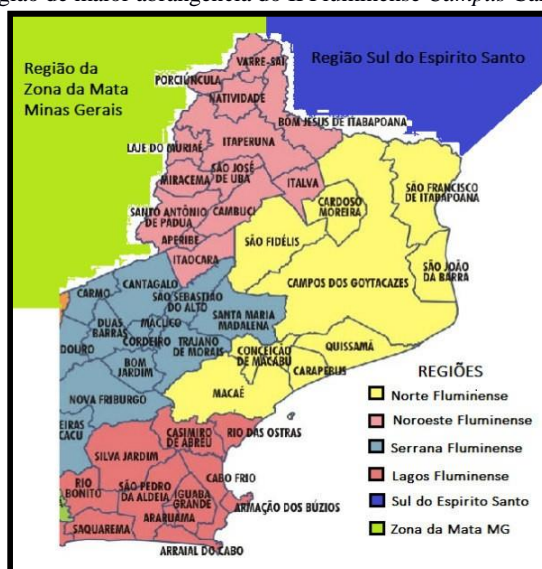 Região da
Zona da Mata
Minas Gerais
Região Sul do Espirito Santo
VARRE-SAI
PORCIÚNCULA
NATIVIDADE
BOM JESUS DE ITABAPOANA
LAJE DO MURIAÉ
ITAPERUNA
SÃO JOSÉ
DE UBÁ
MIRACEMA
ITALVA
CARDOSO
MOREIRA
SÃO FRANCISCO
DE ITABAPOANA
SANTO ANTÔNIO
DE PÁDUA
CAMBUCI
APERIBE
SÃO FIDÉLIS
ITAOCARA
SÃO JOÃO
DA BARRA
CAMPOS DOS GOYTACAZES
CANTAGALO
CARMO
SÃO SEBASTIÃO
DO ALTO
SANTA MARIA
MADALENA
DUAS
BARRAS
MACUCO
CORDEIRO
TRAJANO
DE MORAIS
DOURO
BOM
JARDIM
CONCEIÇÃO
DE MACABU
QUISSAMÃ
CARAPEBUS
NOVA FRIBURGO
MACAÉ
EIRAS
CACU
CASIMIRO
DE ABREU
RIO DAS OSTRAS
SILVA JARDIM
CABO FRIO
RIO
BONITO
SÃO PEDRO
DA ALDEIA
IGUABA
GRANDE
ARMAÇÃO DOS BÚZIOS
ARARUAMA
SAQUAREMA
ARRAIAL DO CABO
REGIÕES
Norte Fluminense
Noroeste Fluminense
Serrana Fluminense
Lagos Fluminense
Sul do Espirito Santo
Zona da Mata MG